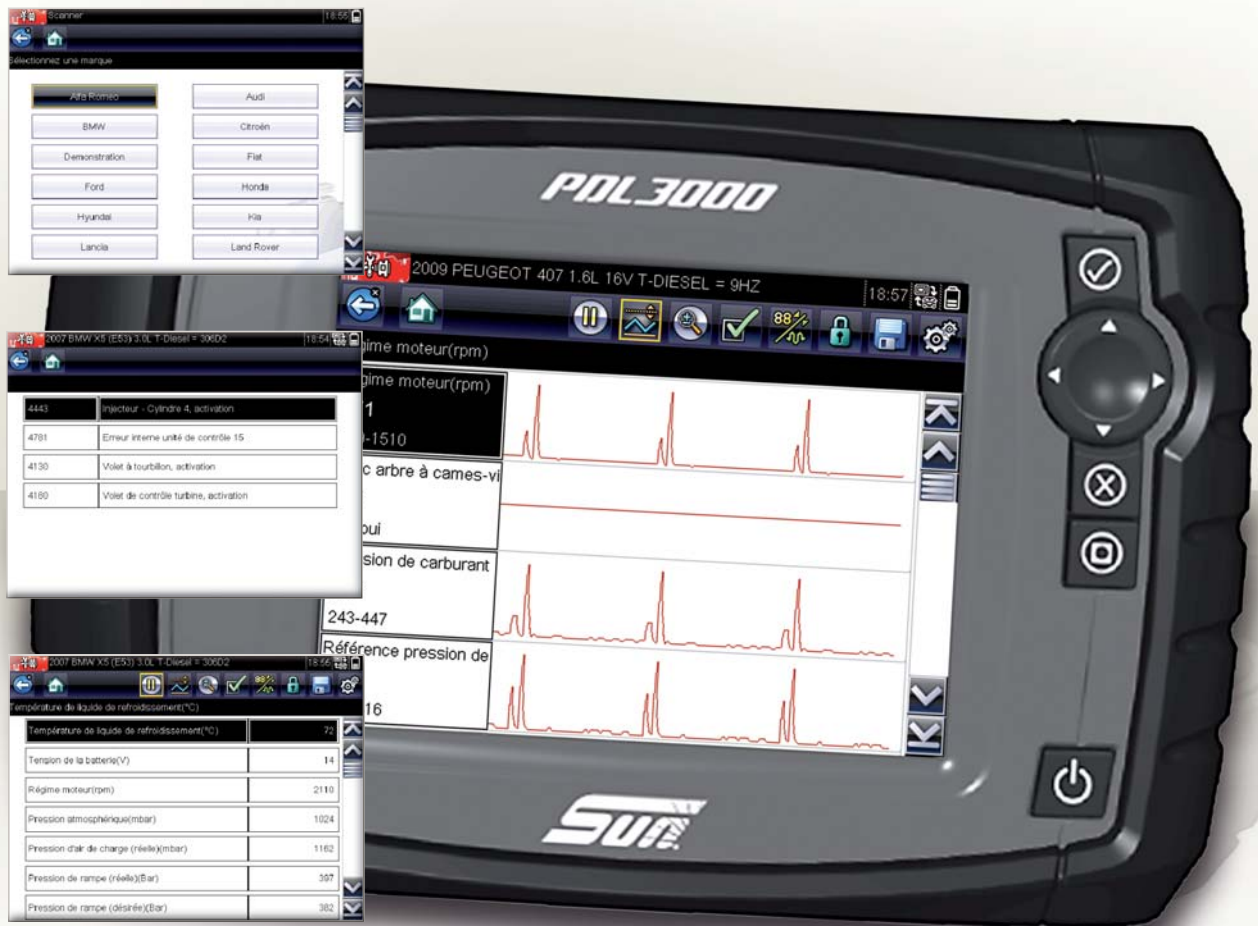 Scanner 18:55
Sélectionnez une marque
Alfa Romeo Audi
BMW Citroën
Demonstration Fiat
Ford Honda
Hyundai Kia
Lancia Land Rover
2007 BMW X5 (E53) 3.0L T-Diesel = 306D2 18:54
4443 Injecteur - Cylindre 4, activation
4781 Erreur interne unité de contrôle 15
4130 Volet à tourbillon, activation
4180 Volet de contrôle turbine, activation
2007 BMW X5 (E53) 3.0L T-Diesel = 306D2 18:56
Température de liquide de refroidissement(°C)
Température de liquide de refroidissement(°C) 72
Tension de la batterie(V) 14
Régime moteur(rpm) 2110
Pression atmosphérique(mbar) 1024
Pression d'air de charge (réelle)(mbar) 1162
Pression de rampe (réelle)(Bar) 397
Pression de rampe (désirée)(Bar) 382
PDL3000
2009 PEUGEOT 407 1.6L 16V T-DIESEL = 9HZ 18:57
moteur(rpm)
moteur(rpm)
-1510
arbre à cames-vi
de carburant
243-447
Référence pression de
16
Sun